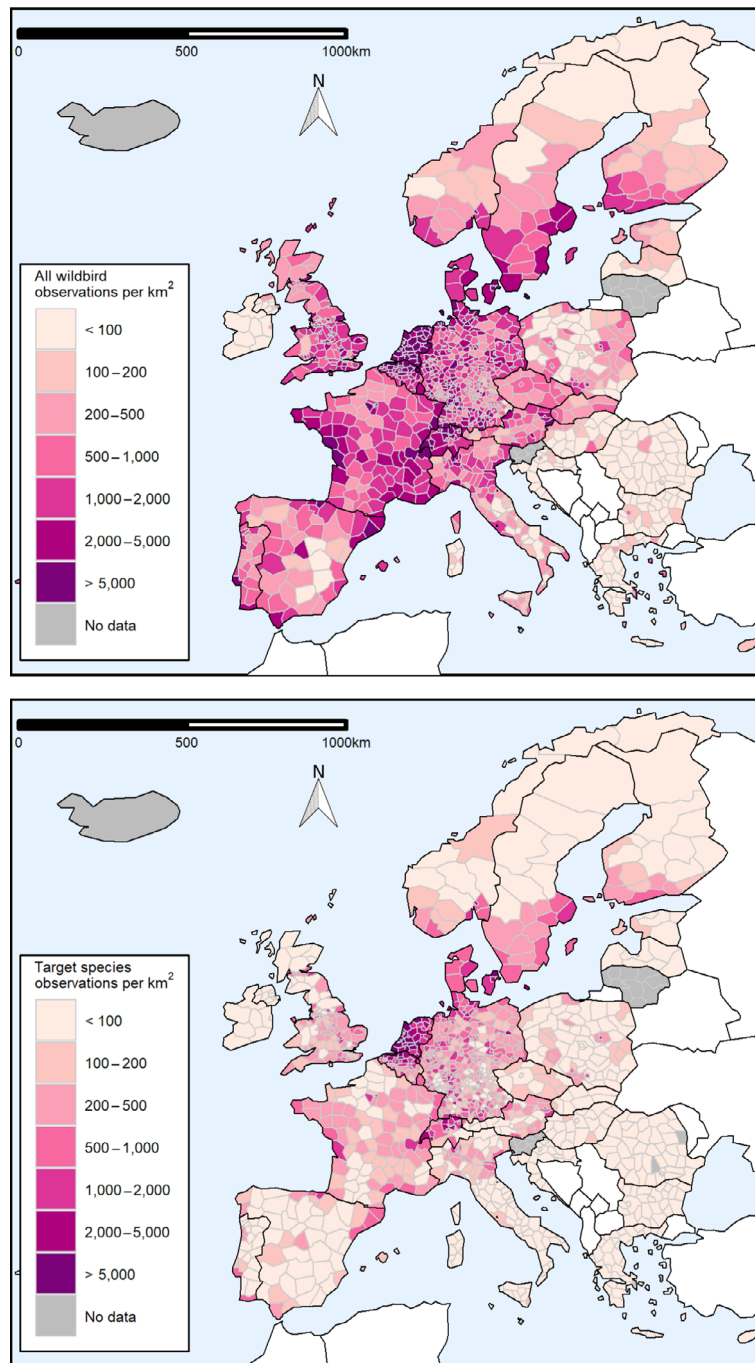 0 500 1000km
N
All wildbird
observations per km²
< 100
100–200
200–500
500–1,000
1,000–2,000
2,000–5,000
> 5,000
No data
0 500 1000km
N
Target species
observations per km²
< 100
100–200
200–500
500–1,000
1,000–2,000
2,000–5,000
> 5,000
No data